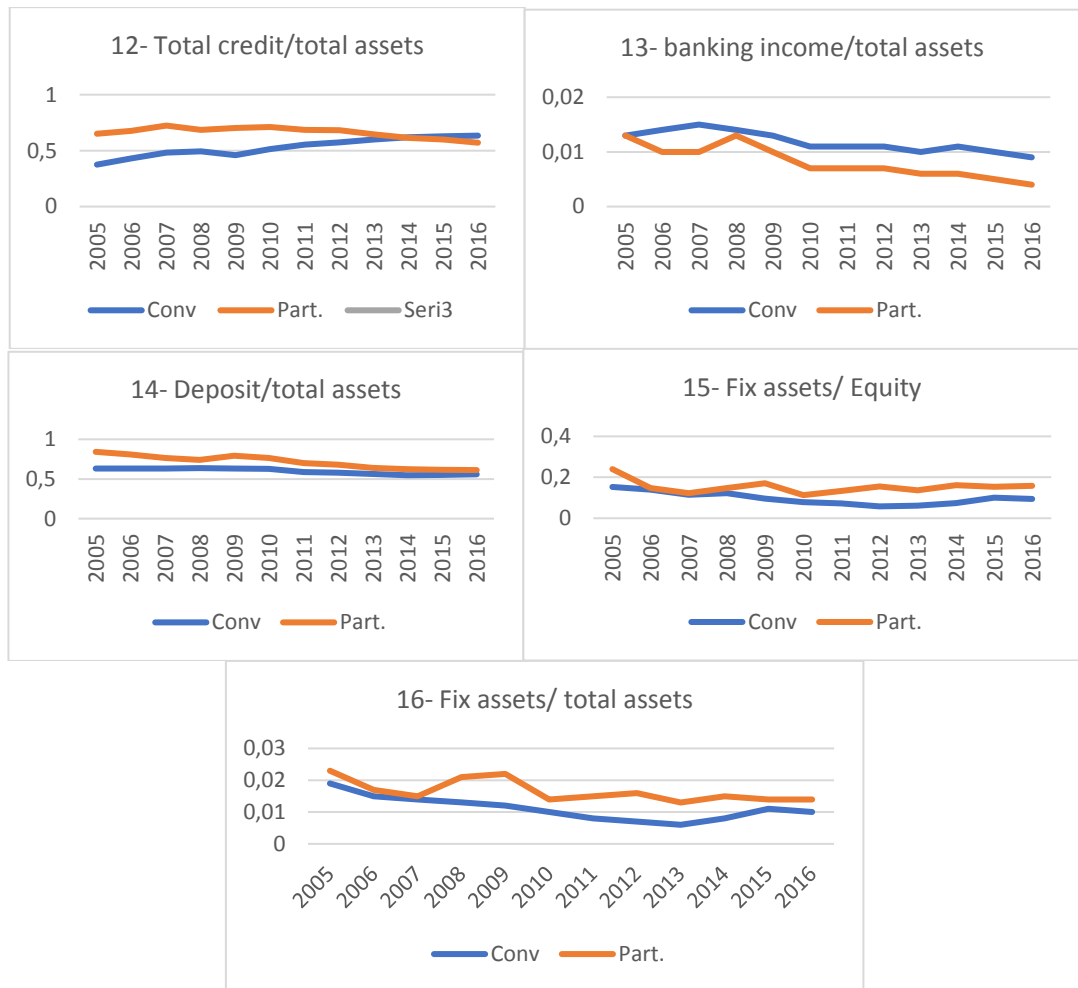 12- Total credit/total assets
1
0,5
0
2005 2006 2007 2008 2009 2010 2011 2012 2013 2014 2015 2016
Conv Part. Seri3
13- banking income/total assets
0,02
0,01
0
2005 2006 2007 2008 2009 2010 2011 2012 2013 2014 2015 2016
Conv Part.
14- Deposit/total assets
1
0,5
0
2005 2006 2007 2008 2009 2010 2011 2012 2013 2014 2015 2016
Conv Part.
15- Fix assets/ Equity
0,4
0,2
0
2005 2006 2007 2008 2009 2010 2011 2012 2013 2014 2015 2016
Conv Part.
16- Fix assets/ total assets
0,03
0,02
0,01
0
2005 2006 2007 2008 2009 2010 2011 2012 2013 2014 2015 2016
Conv Part.